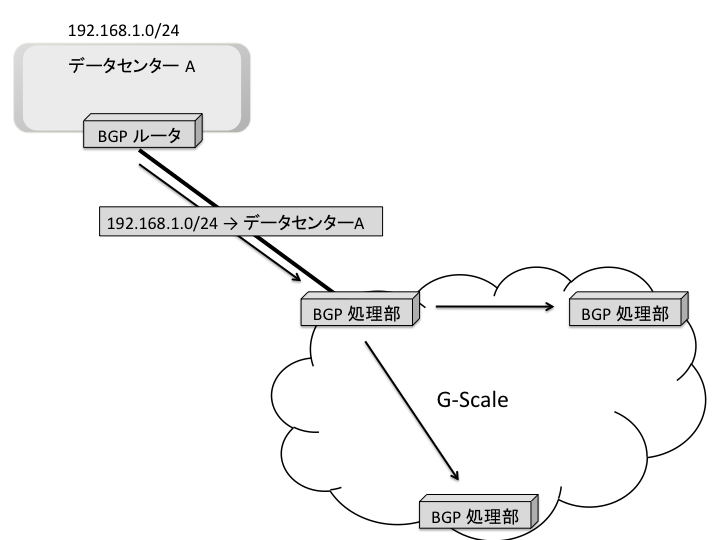 192.168.1.0/24
データセンター A
BGP ルータ
192.168.1.0/24 → データセンターA
BGP 処理部
BGP 処理部
G-Scale
BGP 処理部